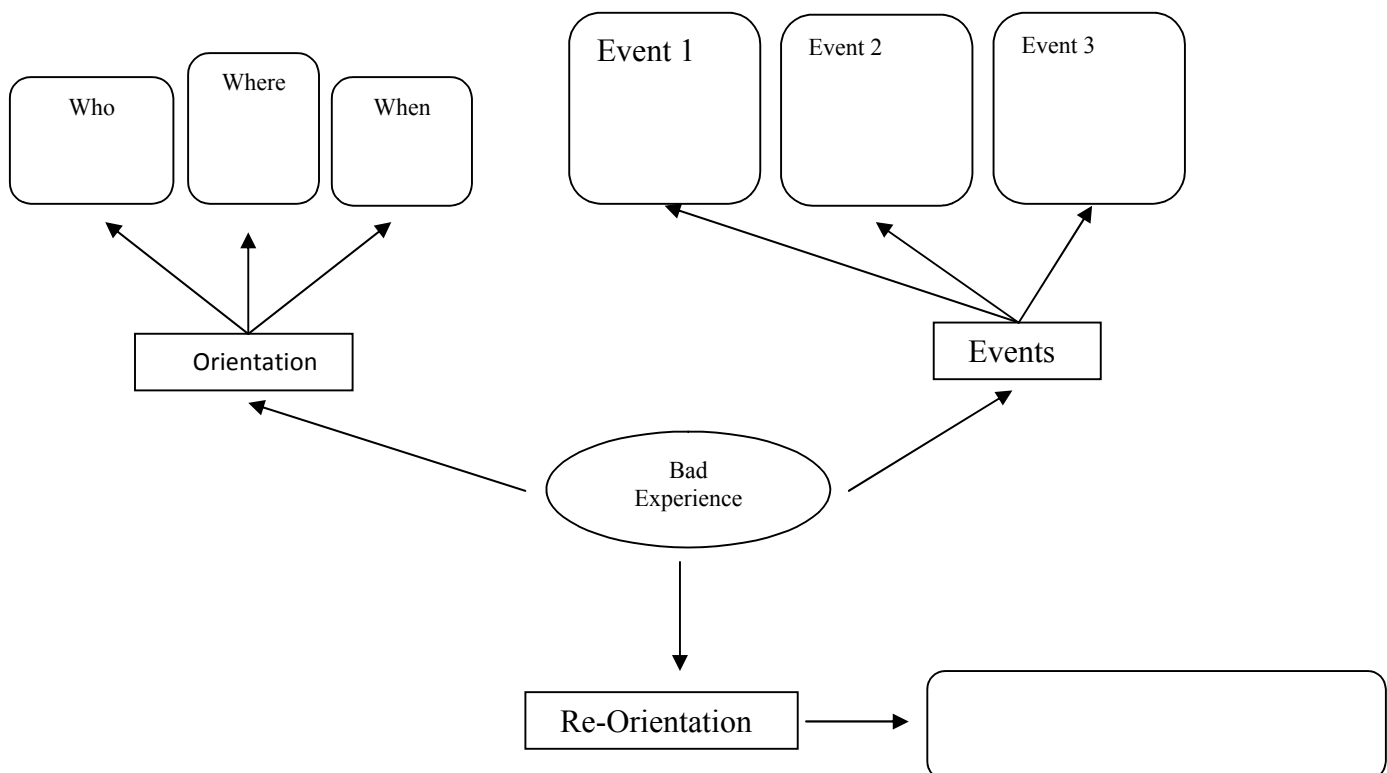 Who
Where
When
Event 1
Event 2
Event 3
Orientation
Events
Bad
Experience
Re-Orientation